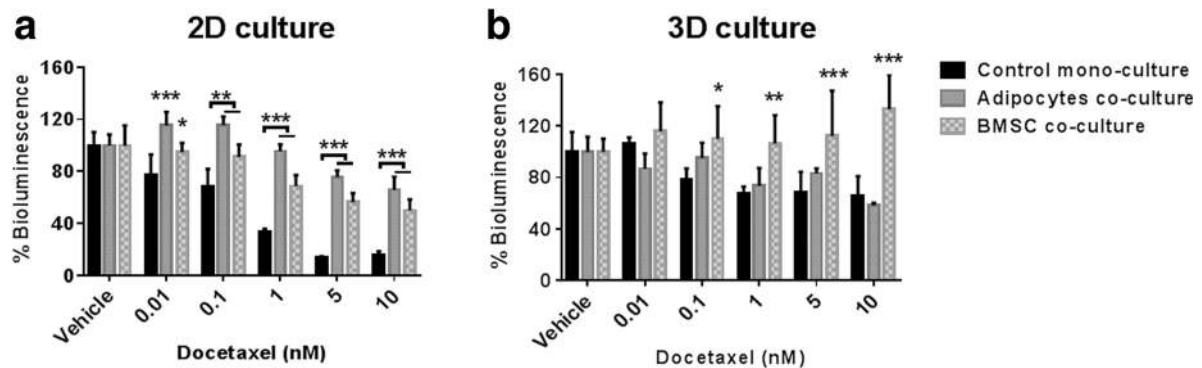 a 2D culture
% Bioluminescence
160
120
80
40
0
*** * ** *** *** ***
Vehicle 0.01 0.1 1 5 10
Docetaxel (nM)
b 3D culture
% Bioluminescence
160
120
80
40
0
* ** *** ***
Vehicle 0.01 0.1 1 5 10
Docetaxel (nM)
Control mono-culture
Adipocytes co-culture
BMSC co-culture